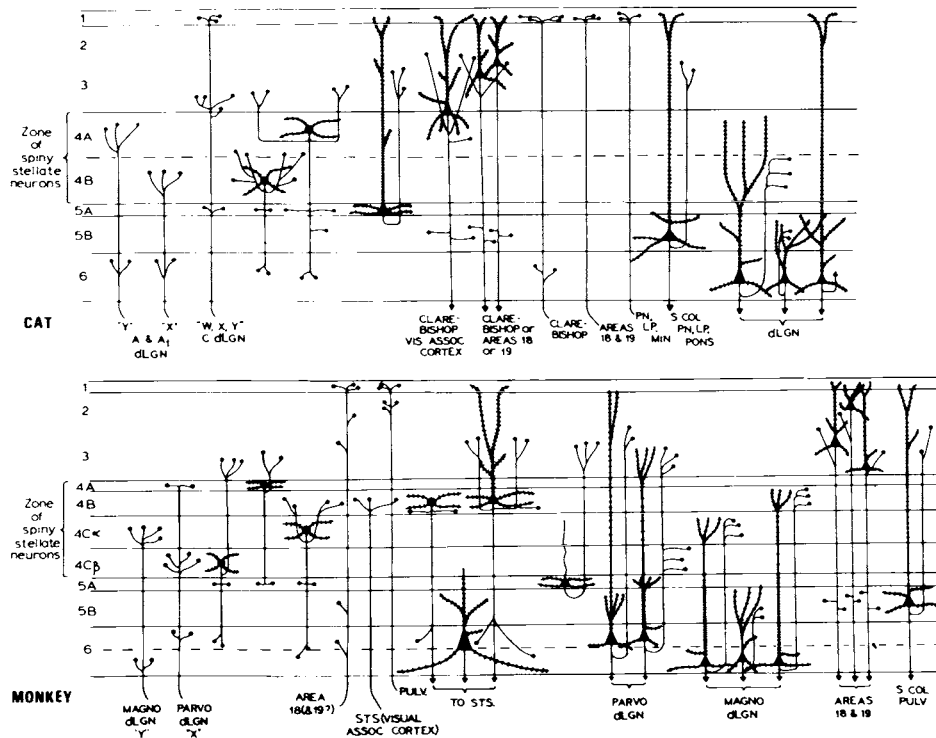 1
2
3
Zone
of
spiny
stellate
neurons
4A
4B
5A
5B
6
CAT
"Y"
"X"
A & A1
dLGN
"W, X, Y"
C dLGN
CLARE-
BISHOP
VIS ASSOC
CORTEX
CLARE-
BISHOP or
AREAS 18
or 19
CLARE-
BISHOP
AREAS
18 & 19
PN,
LP,
MIN
S COL
PN, LP,
PONS
dLGN
1
2
3
Zone
of
spiny
stellate
neurons
4A
4B
4Cα
4Cβ
5A
5B
6
MONKEY
MAGNO
dLGN
"Y"
PARVO
dLGN
"X"
AREA
18(& 19?)
STS (VISUAL
ASSOC CORTEX)
PULV.
TO STS.
PARVO
dLGN
MAGNO
dLGN
AREAS
18 & 19
S COL
PULV